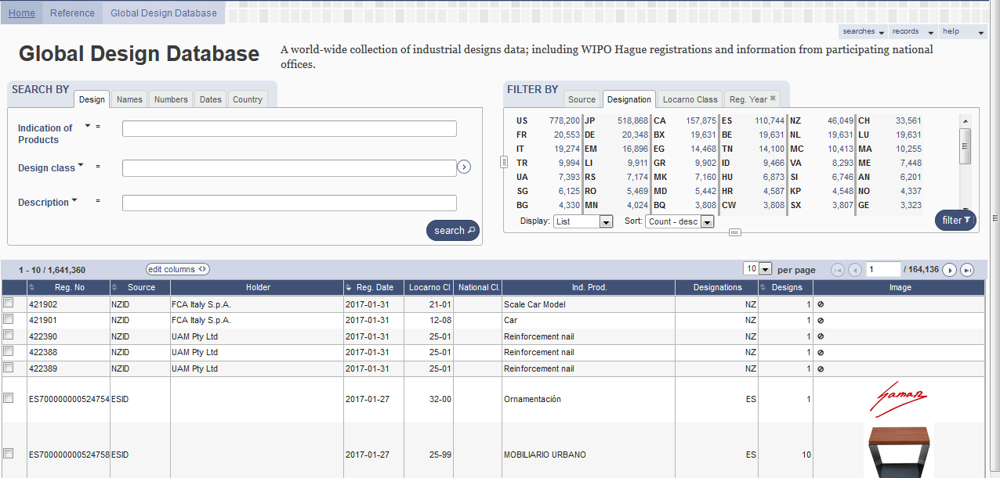 Home Reference Global Design Database
searches records help
Global Design Database
A world-wide collection of industrial designs data; including WIPO Hague registrations and information from participating national
offices.
SEARCH BY Design Names Numbers Dates Country
Indication of
Products =
Design class =
Description =
search
FILTER BY Source Designation Locarno Class Reg. Year
US 778,200 JP 518,868 CA 157,875 ES 110,744 NZ 46,049 CH 33,561
FR 20,553 DE 20,348 BX 19,631 BE 19,631 NL 19,631 LU 19,631
IT 19,274 EM 16,896 EG 14,468 TN 14,100 MC 10,413 MA 10,255
TR 9,994 LI 9,911 GR 9,902 ID 9,466 VA 8,293 ME 7,448
UA 7,393 RS 7,174 MK 7,160 HU 6,873 SI 6,746 AN 6,201
SG 6,125 RO 5,469 MD 5,442 HR 4,587 KP 4,548 NO 4,337
BG 4,330 MN 4,024 BQ 3,808 CW 3,808 SX 3,807 GE 3,323
Display: List Sort: Count - desc
filter
1 - 10 / 1,641,360 edit columns 10 per page 1 / 164,136
Reg. No Source Holder Reg. Date Locarno Cl National Cl. Ind. Prod. Designations Designs Image
421902 NZID FCA Italy S.p.A. 2017-01-31 21-01 Scale Car Model NZ 1
421901 NZID FCA Italy S.p.A. 2017-01-31 12-08 Car NZ 1
422390 NZID UAM Pty Ltd 2017-01-31 25-01 Reinforcement nail NZ 1
422388 NZID UAM Pty Ltd 2017-01-31 25-01 Reinforcement nail NZ 1
422389 NZID UAM Pty Ltd 2017-01-31 25-01 Reinforcement nail NZ 1
ES700000000524754 ESID 2017-01-27 32-00 Ornamentación ES 1
ES700000000524758 ESID 2017-01-27 25-99 MOBILIARIO URBANO ES 10